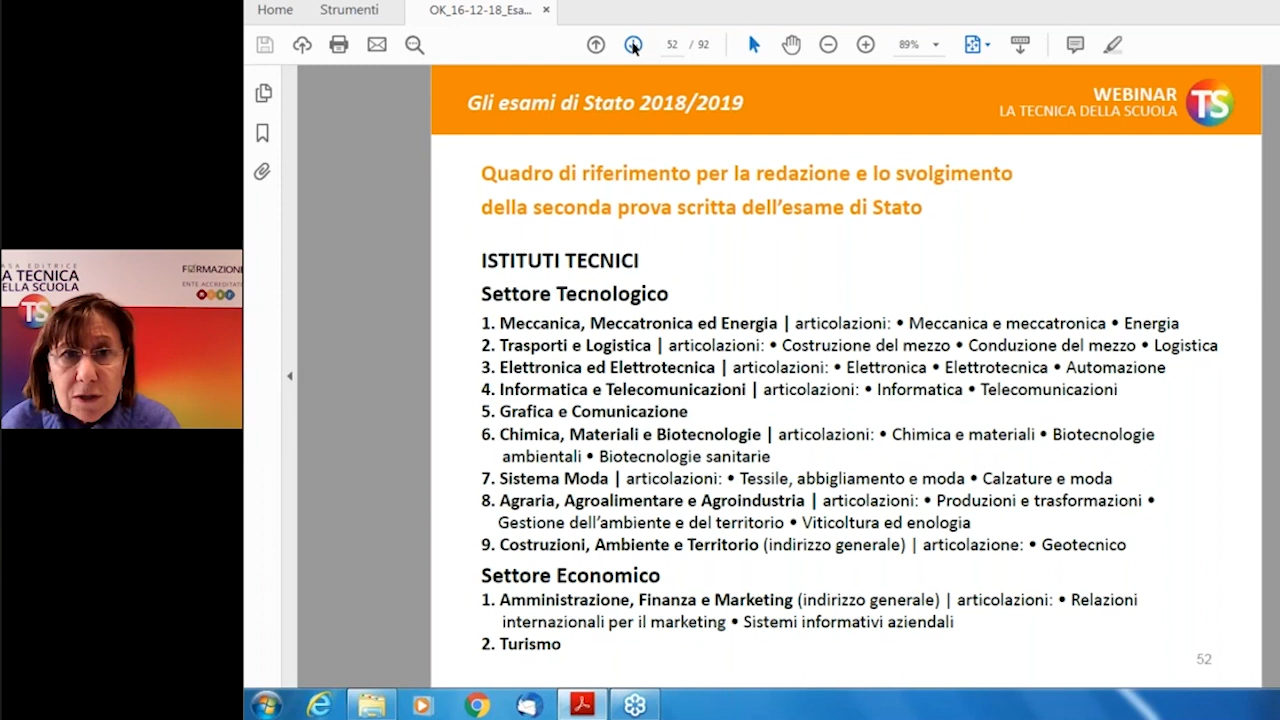 Home Strumenti OK_16-12-18_Esa... ×
52 / 92 89%
Gli esami di Stato 2018/2019
WEBINAR
LA TECNICA DELLA SCUOLA
TS
Quadro di riferimento per la redazione e lo svolgimento
della seconda prova scritta dell'esame di Stato
ISTITUTI TECNICI
Settore Tecnologico
1. Meccanica, Meccatronica ed Energia | articolazioni: • Meccanica e meccatronica • Energia
2. Trasporti e Logistica | articolazioni: • Costruzione del mezzo • Conduzione del mezzo • Logistica
3. Elettronica ed Elettrotecnica | articolazioni: • Elettronica • Elettrotecnica • Automazione
4. Informatica e Telecomunicazioni | articolazioni: • Informatica • Telecomunicazioni
5. Grafica e Comunicazione
6. Chimica, Materiali e Biotecnologie | articolazioni: • Chimica e materiali • Biotecnologie
ambientali • Biotecnologie sanitarie
7. Sistema Moda | articolazioni: • Tessile, abbigliamento e moda • Calzature e moda
8. Agraria, Agroalimentare e Agroindustria | articolazioni: • Produzioni e trasformazioni •
Gestione dell'ambiente e del territorio • Viticoltura ed enologia
9. Costruzioni, Ambiente e Territorio (indirizzo generale) | articolazione: • Geotecnico
Settore Economico
1. Amministrazione, Finanza e Marketing (indirizzo generale) | articolazioni: • Relazioni
internazionali per il marketing • Sistemi informativi aziendali
2. Turismo
52
ASA EDITRICE
A TECNICA
ELLA SCUOLA
TS
FORMAZIONE
ENTE ACCREDITAT